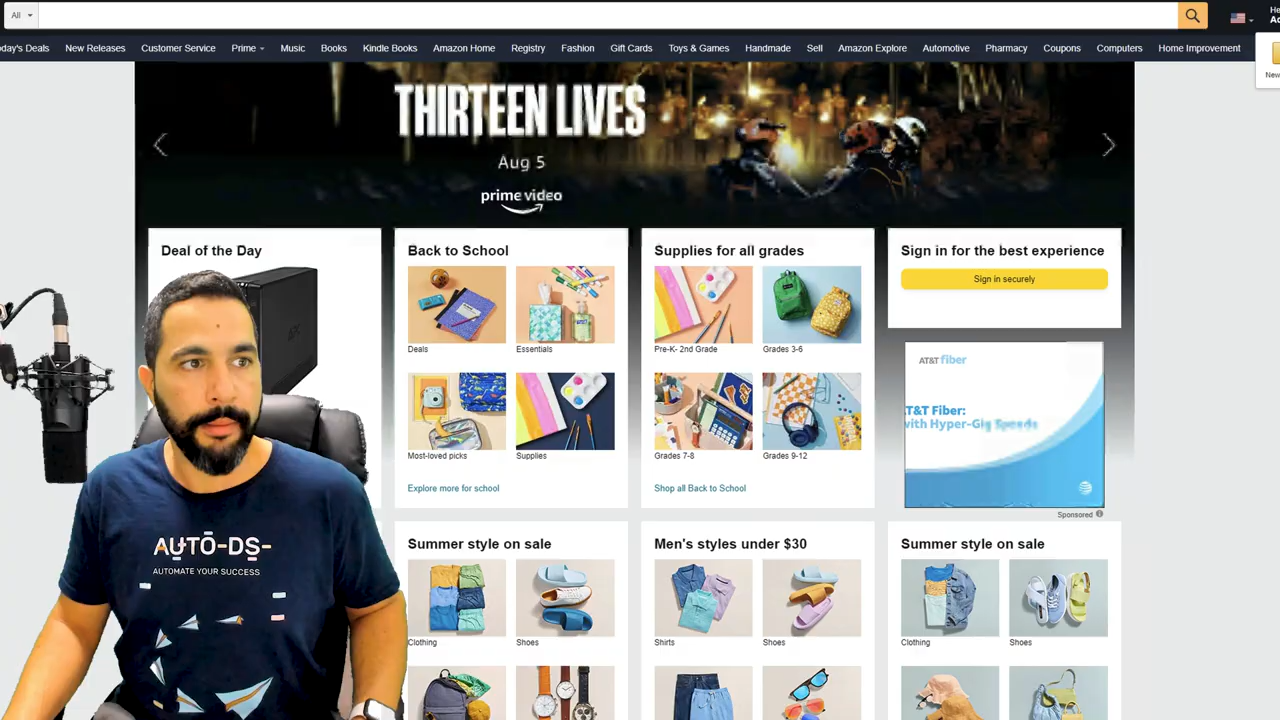 All
Today's Deals New Releases Customer Service Prime Music Books Kindle Books Amazon Home Registry Fashion Gift Cards Toys & Games Handmade Sell Amazon Explore Automotive Pharmacy Coupons Computers Home Improvement
He
New
THIRTEEN LIVES
Aug 5
prime video
Deal of the Day
APC
Back to School
Deals
Essentials
Most-loved picks
Supplies
Explore more for school
Supplies for all grades
Pre-K- 2nd Grade
Grades 3-6
Grades 7-8
Grades 9-12
Shop all Back to School
Sign in for the best experience
Sign in securely
AT&T fiber
T&T Fiber:
with Hyper-Gig Speeds
Sponsored
AUTO-DS-
AUTOMATE YOUR SUCCESS
Summer style on sale
Clothing
Shoes
Men's styles under $30
Shirts
Shoes
Summer style on sale
Clothing
Shoes